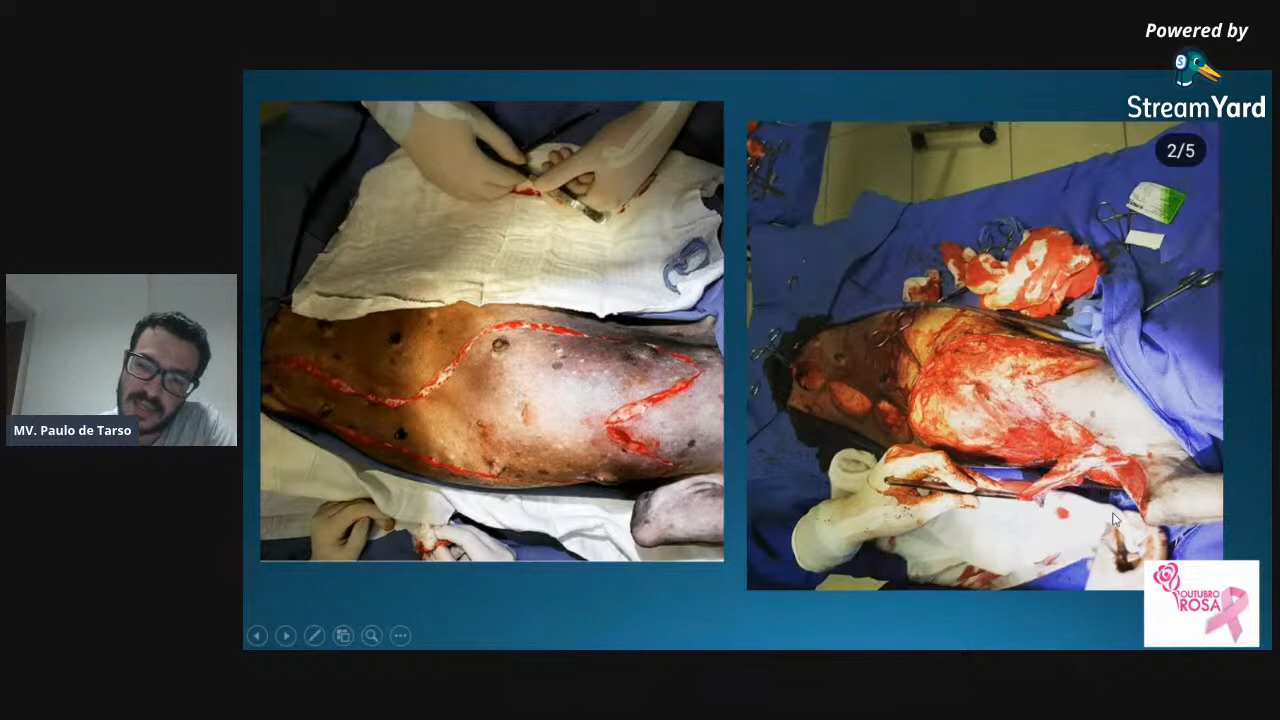 Powered by
StreamYard
2/5
MV. Paulo de Tarso
OUTUBRO
ROSA